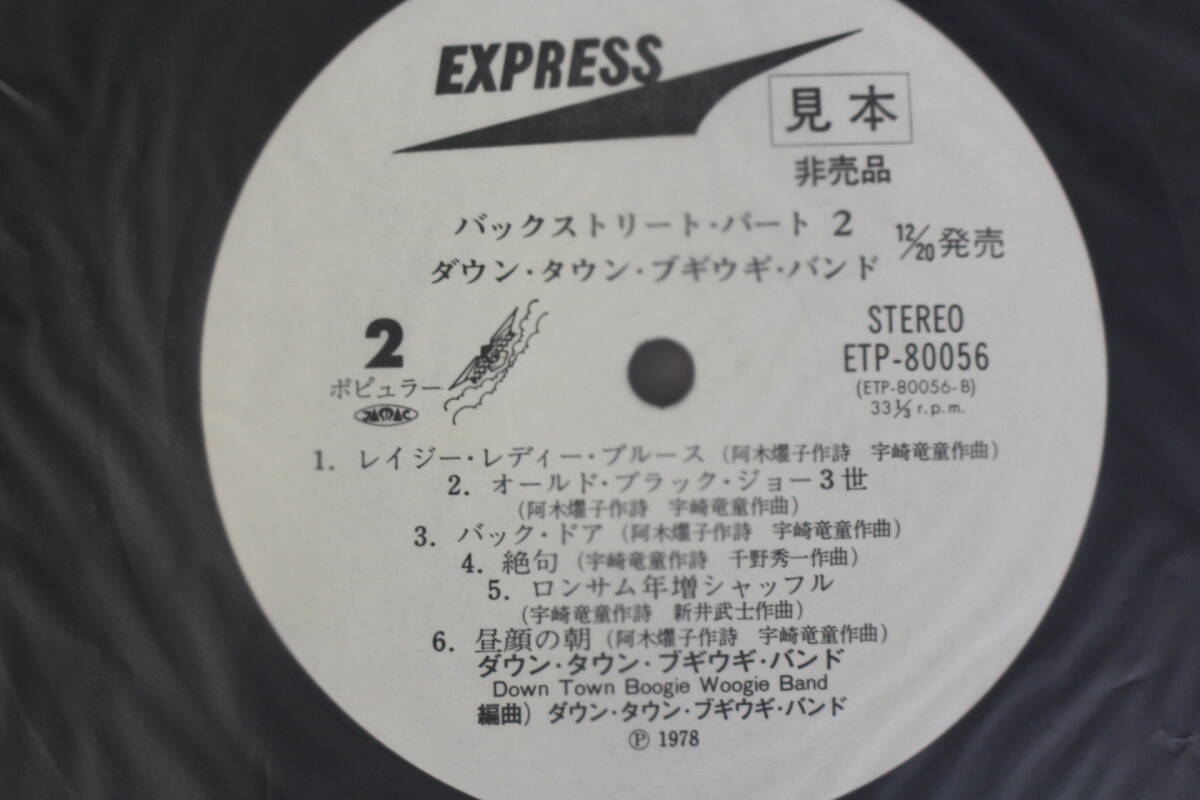 EXPRESS
見本
非売品
バックストリート・パート 2
12/20発売
ダウン・タウン・ブギウギ・バンド
2
ポピュラー
JASRAC
STEREO
ETP-80056
(ETP-80056-B)
33⅓ r.p.m.
1. レイジー・レディー・ブルース (阿木燿子作詩 宇崎竜童作曲)
2. オールド・ブラック・ジョー3世
(阿木燿子作詩 宇崎竜童作曲)
3. バック・ドア (阿木燿子作詩 宇崎竜童作曲)
4. 絶句 (宇崎竜童作詩 千野秀一作曲)
5. ロンサム年増シャッフル
(宇崎竜童作詩 新井武士作曲)
6. 昼顔の朝 (阿木燿子作詩 宇崎竜童作曲)
ダウン・タウン・ブギウギ・バンド
Down Town Boogie Woogie Band
編曲) ダウン・タウン・ブギウギ・バンド
Ⓟ 1978